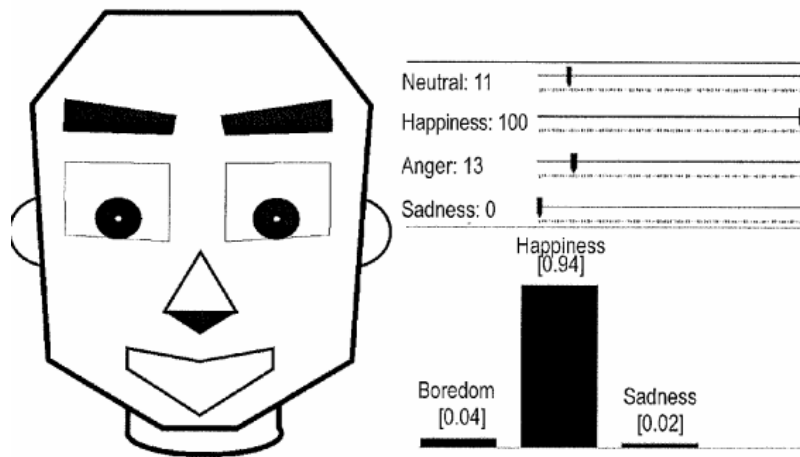 Neutral: 11
Happiness: 100
Anger: 13
Sadness: 0
Happiness
[0.94]
Boredom
[0.04]
Sadness
[0.02]